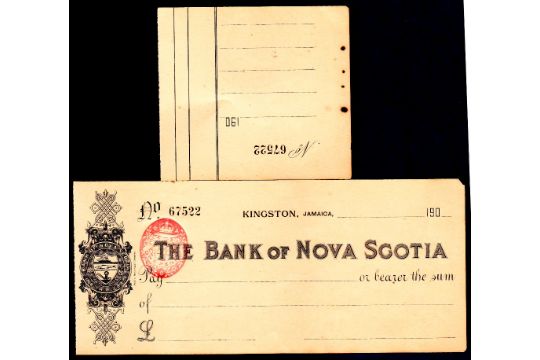 190
No 67522
No. 67522
KINGSTON, JAMAICA, 190
THE BANK OF NOVA SCOTIA
Pay or bearer the sum
of
£